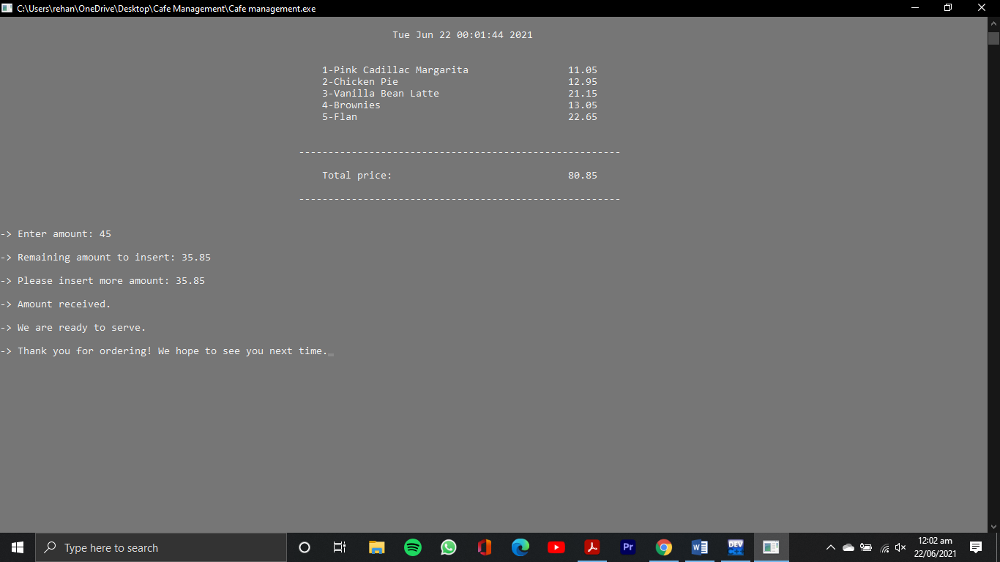 C:\Users\rehan\OneDrive\Desktop\Cafe Management\Cafe management.exe
Tue Jun 22 00:01:44 2021
1-Pink Cadillac Margarita 11.05
2-Chicken Pie 12.95
3-Vanilla Bean Latte 21.15
4-Brownies 13.05
5-Flan 22.65
-------------------------------------------------------
Total price: 80.85
-------------------------------------------------------
-> Enter amount: 45
-> Remaining amount to insert: 35.85
-> Please insert more amount: 35.85
-> Amount received.
-> We are ready to serve.
-> Thank you for ordering! We hope to see you next time.
Type here to search
Pr
W
DEV
C++
12:02 am
22/06/2021